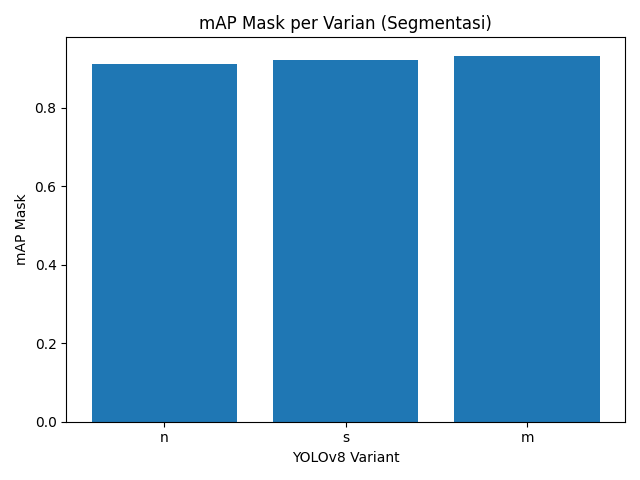 mAP Mask per Varian (Segmentasi)
mAP Mask
0.8
0.6
0.4
0.2
0.0
n
s
m
YOLOv8 Variant